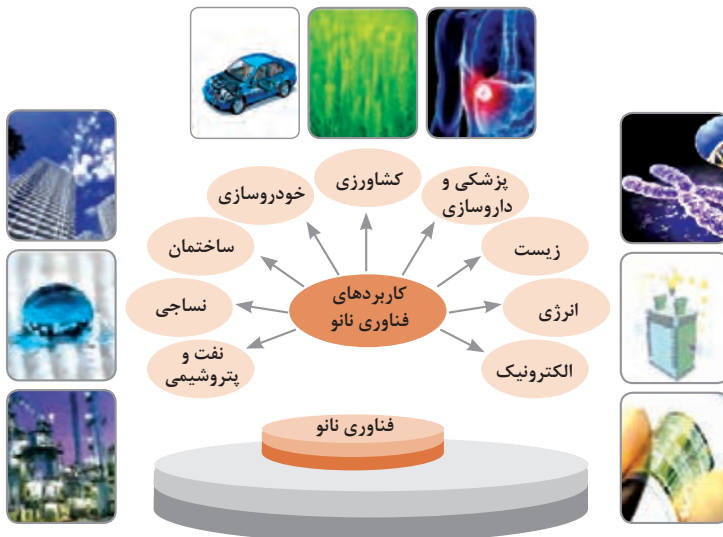 کشاورزی
پزشکی و
داروسازی
خودروسازی
زیست
ساختمان
کاربردهای
فناوری نانو
انرژی
نساجی
الکترونیک
نفت و
پتروشیمی
فناوری نانو